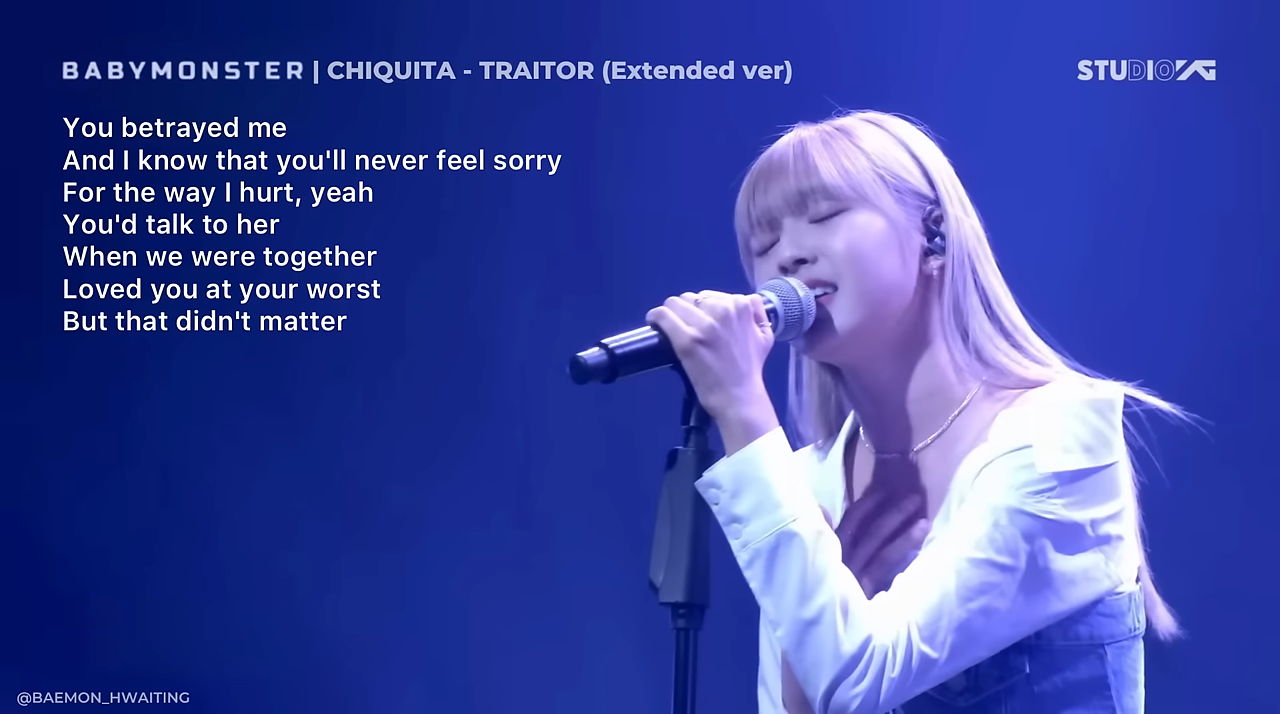 BABYMONSTER | CHIQUITA - TRAITOR (Extended ver)
STUDIO YG
You betrayed me
And I know that you'll never feel sorry
For the way I hurt, yeah
You'd talk to her
When we were together
Loved you at your worst
But that didn't matter
@BAEMON_HWAITING